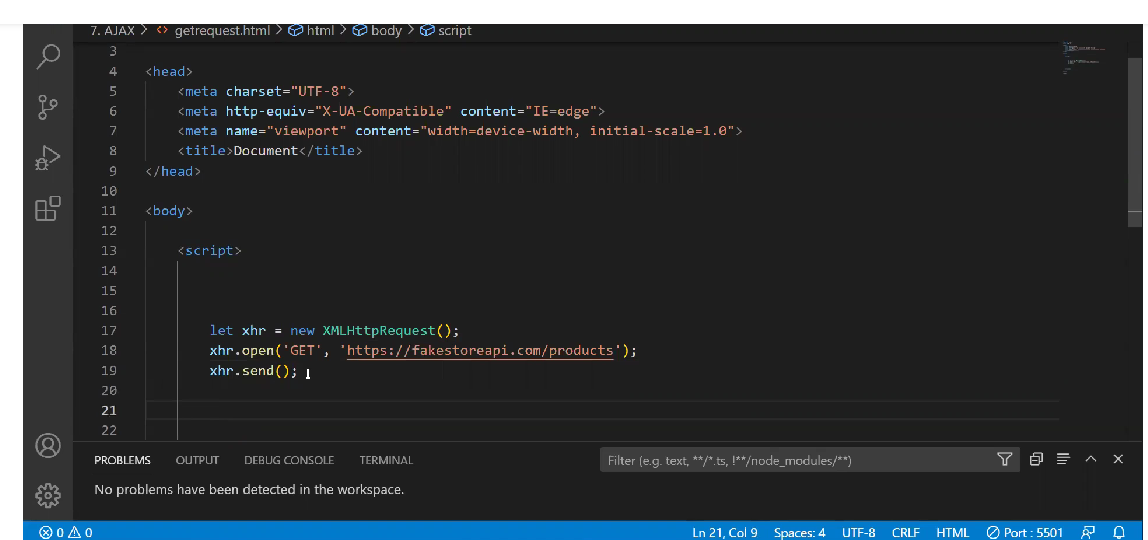 7. AJAX > <> getrequest.html > html > body > script
3
4 <head>
5 <meta charset="UTF-8">
6 <meta http-equiv="X-UA-Compatible" content="IE=edge">
7 <meta name="viewport" content="width=device-width, initial-scale=1.0">
8 <title>Document</title>
9 </head>
10
11 <body>
12
13 <script>
14
15
16
17 let xhr = new XMLHttpRequest();
18 xhr.open('GET', 'https://fakestoreapi.com/products');
19 xhr.send();
20
21
22
PROBLEMS OUTPUT DEBUG CONSOLE TERMINAL Filter (e.g. text, **/*.ts, !**/node_modules/**)
No problems have been detected in the workspace.
0 0 Ln 21, Col 9 Spaces: 4 UTF-8 CRLF HTML Port : 5501